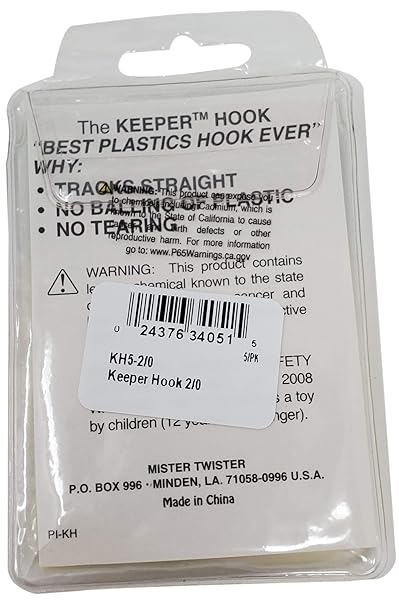 The KEEPER™ HOOK
"BEST PLASTICS HOOK EVER"
WHY:
• TRACKS STRAIGHT
• NO BALLING OF PLASTIC
• NO TEARING
WARNING: This product can expose you
to chemicals including Cadmium, which is
known to the State of California to cause
cancer and birth defects or other
reproductive harm. For more information
go to: www.P65Warnings.ca.gov
WARNING: This product contains
chemical known to the state
cancer and
ctive
FETY
2008
s a toy
by children (12 nger).
0 24376 34051 5
KH5-2/0 5/PK
Keeper Hook 2/0
MISTER TWISTER
P.O. BOX 996 • MINDEN, LA. 71058-0996 U.S.A.
Made in China
PI-KH